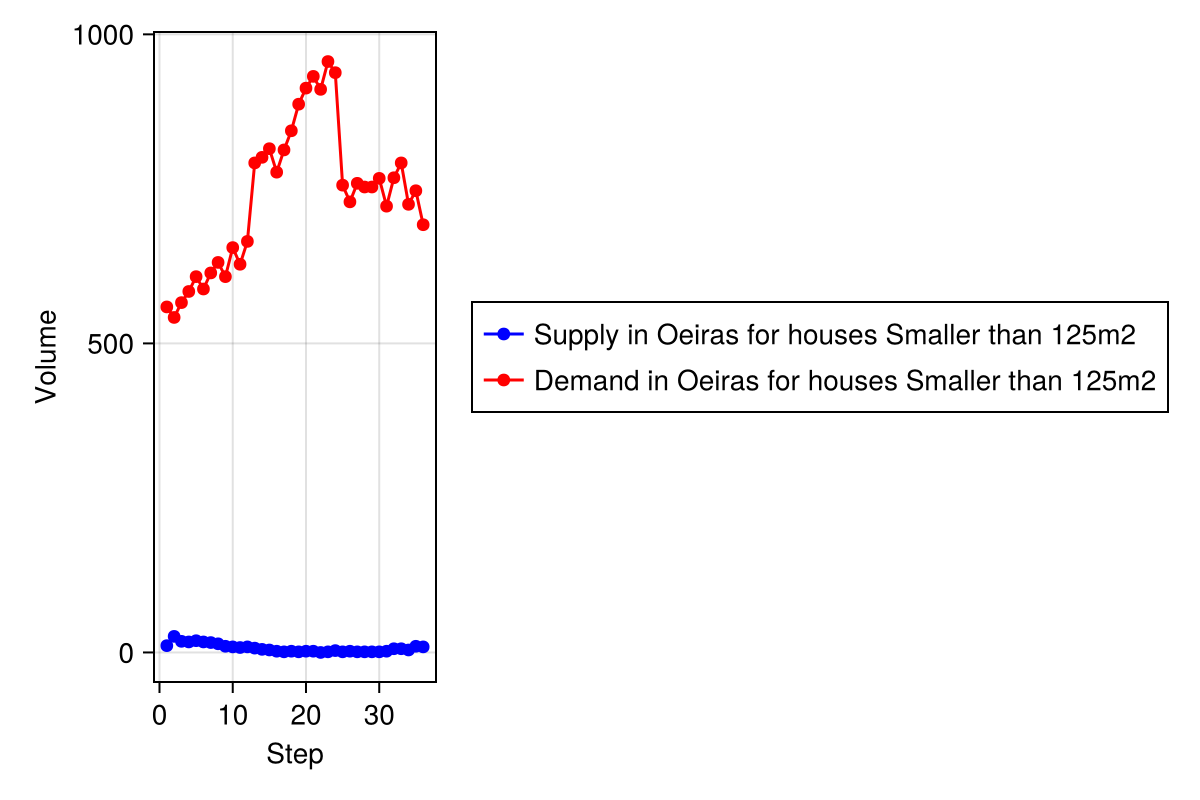 1000
500
0
Volume
0 10 20 30
Step
Supply in Oeiras for houses Smaller than 125m2
Demand in Oeiras for houses Smaller than 125m2